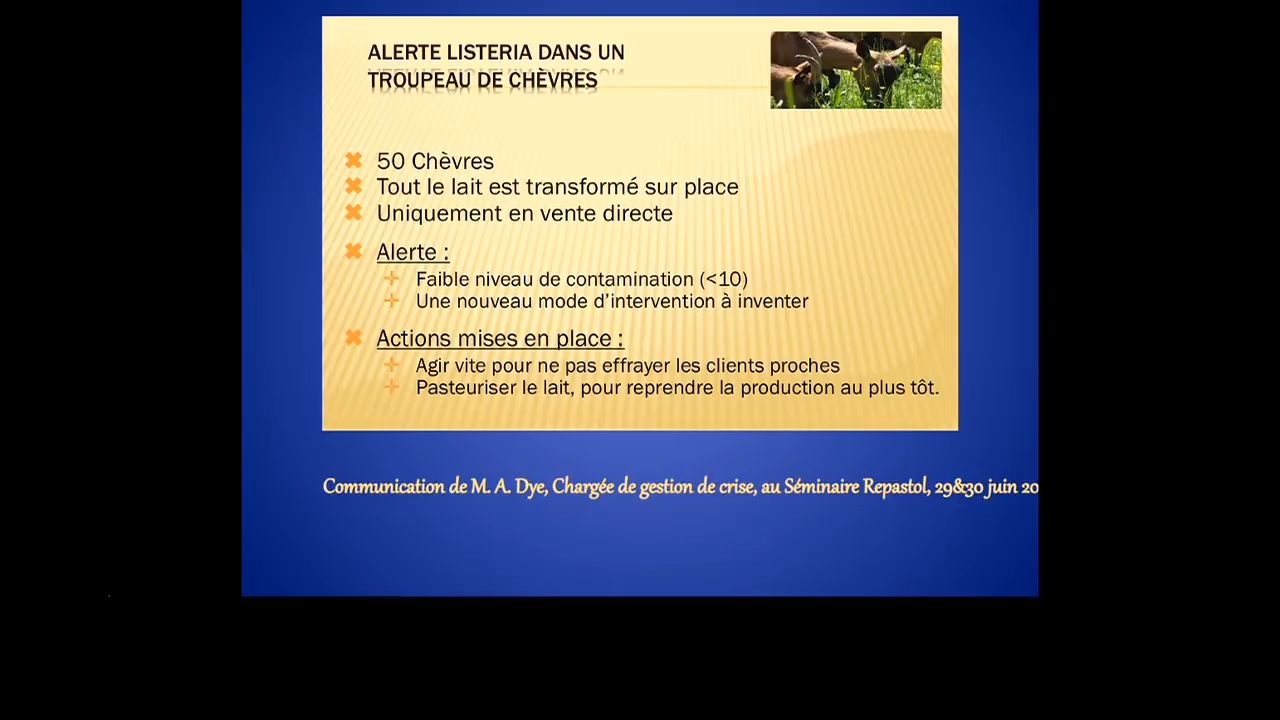 ALERTE LISTERIA DANS UN
TROUPEAU DE CHÈVRES
50 Chèvres
Tout le lait est transformé sur place
Uniquement en vente directe
Alerte :
Faible niveau de contamination (<10)
Une nouveau mode d'intervention à inventer
Actions mises en place :
Agir vite pour ne pas effrayer les clients proches
Pasteuriser le lait, pour reprendre la production au plus tôt.
Communication de M. A. Dye, Chargée de gestion de crise, au Séminaire Repastol, 29&30 juin 20